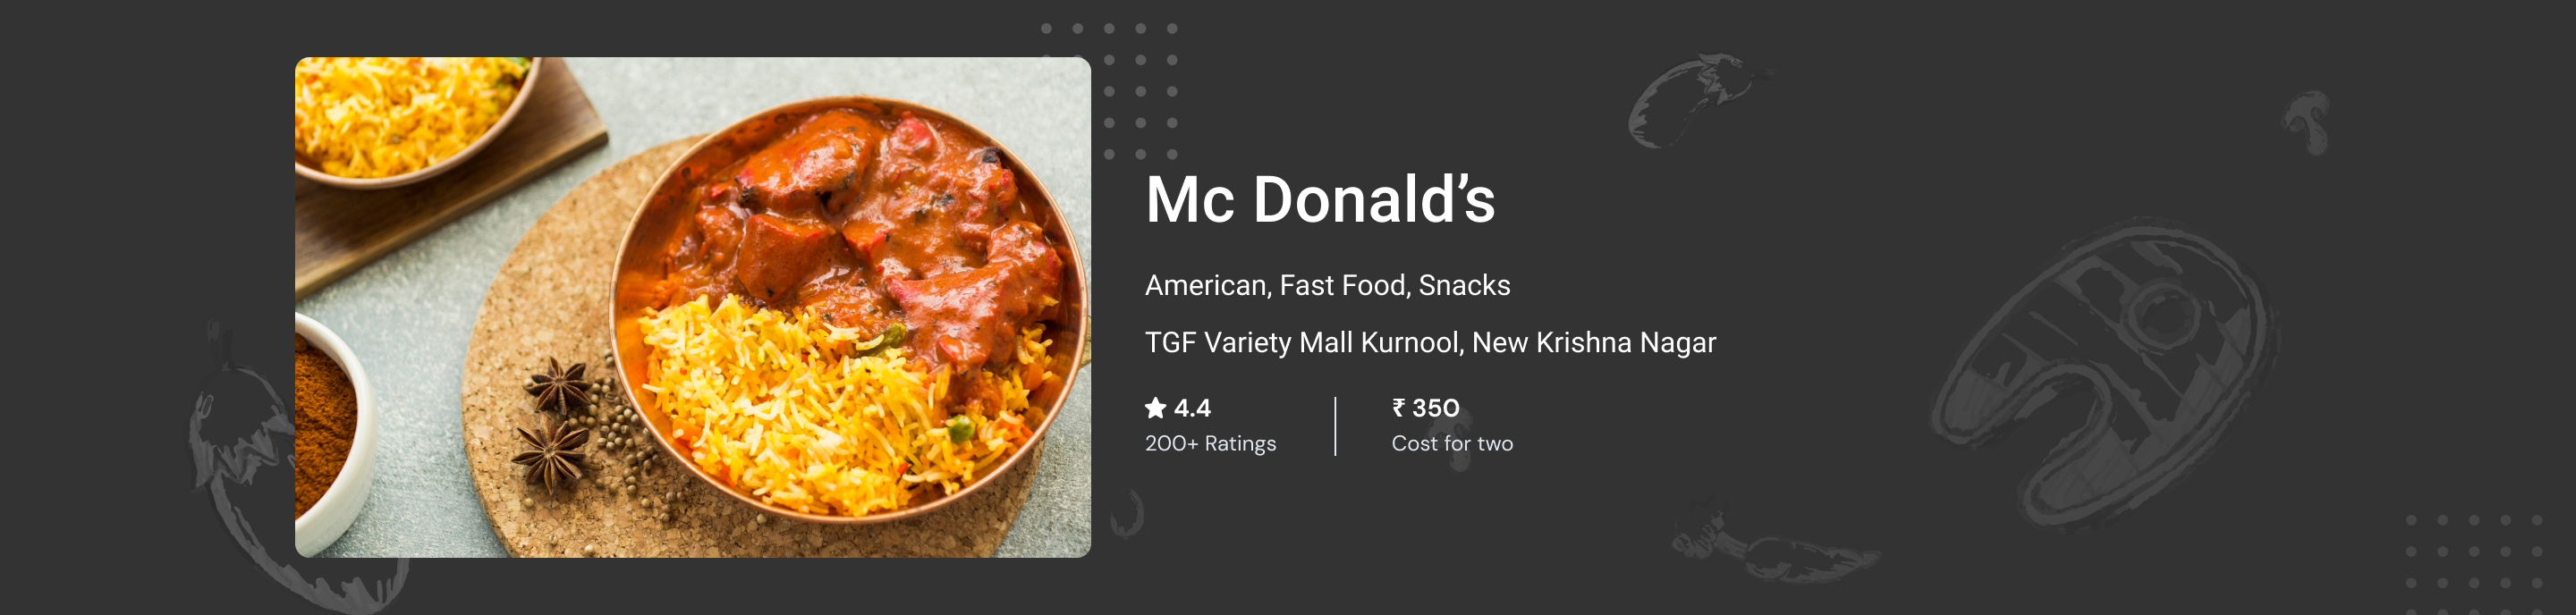 Mc Donald’s
American, Fast Food, Snacks
TGF Variety Mall Kurnool, New Krishna Nagar
★ 4.4
200+ Ratings
₹ 350
Cost for two